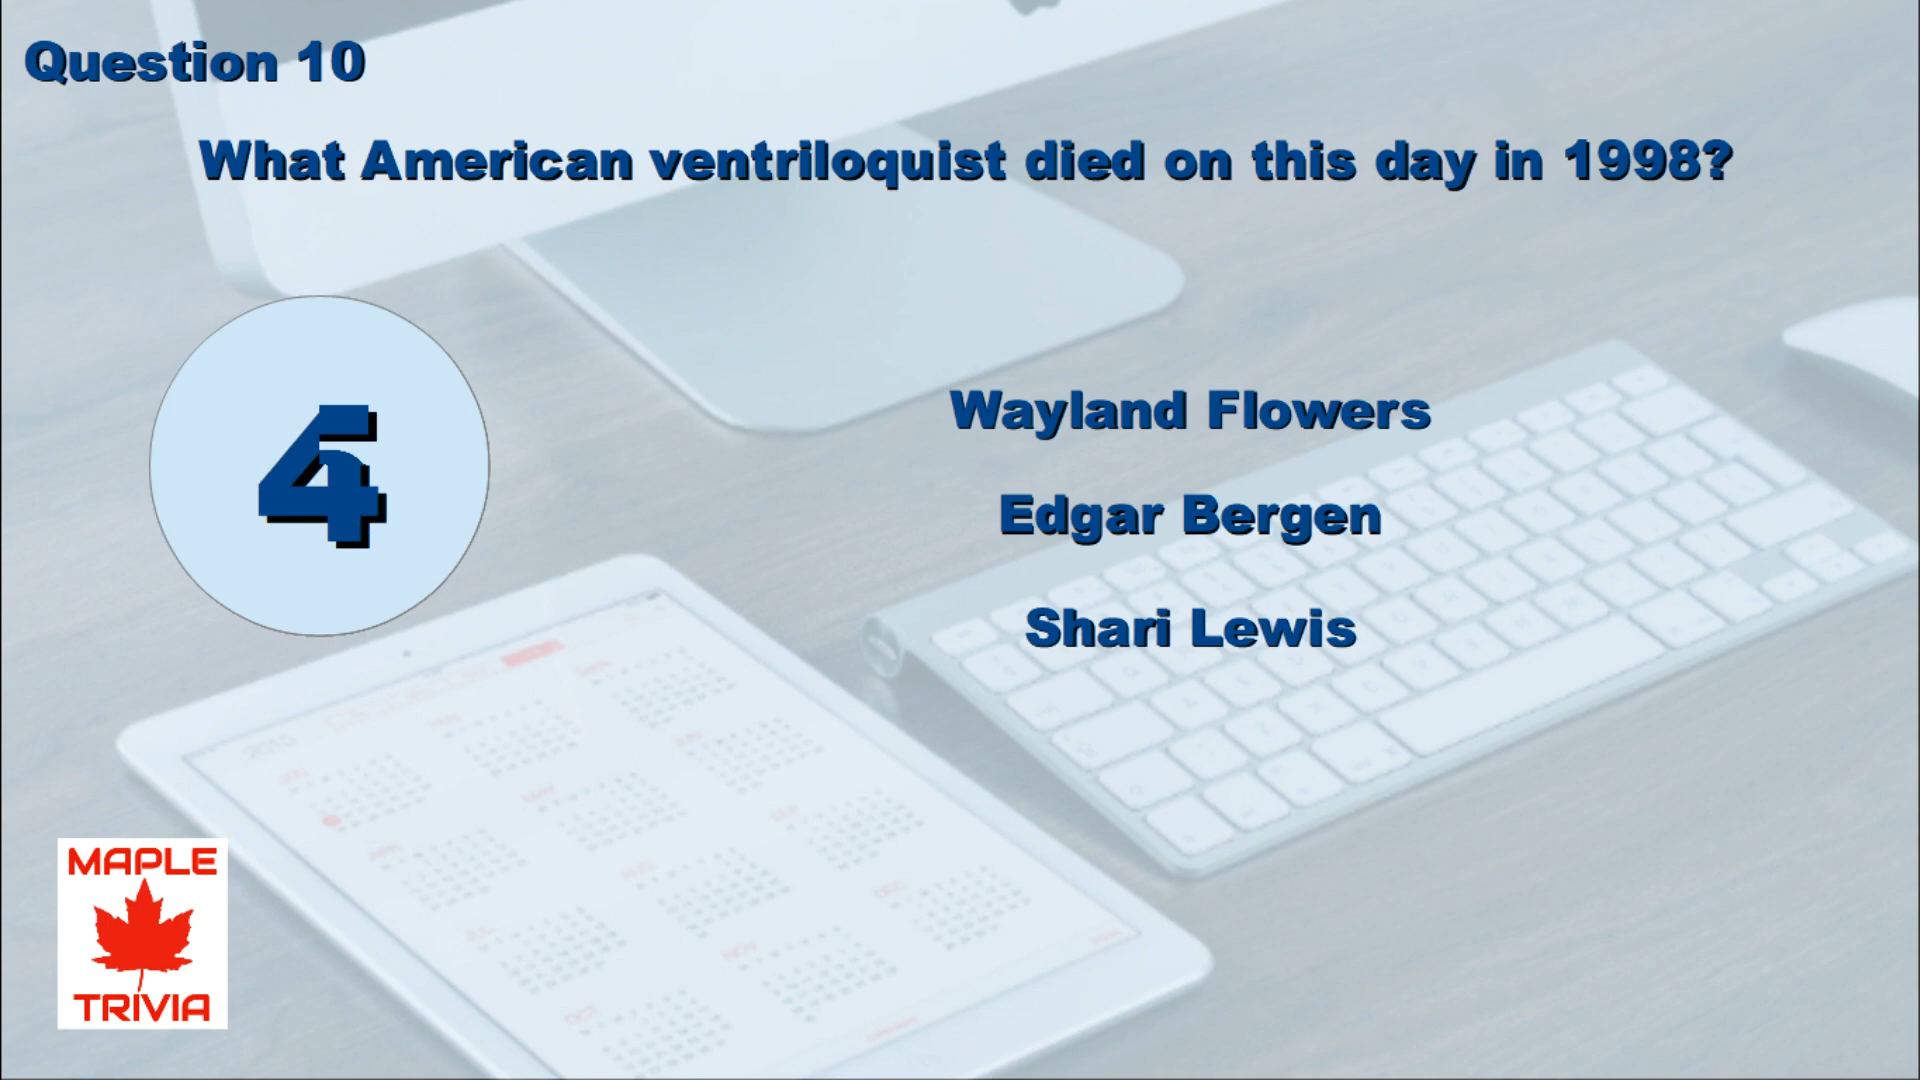 Question 10
What American ventriloquist died on this day in 1998?
Wayland Flowers
Edgar Bergen
Shari Lewis
MAPLE
TRIVIA